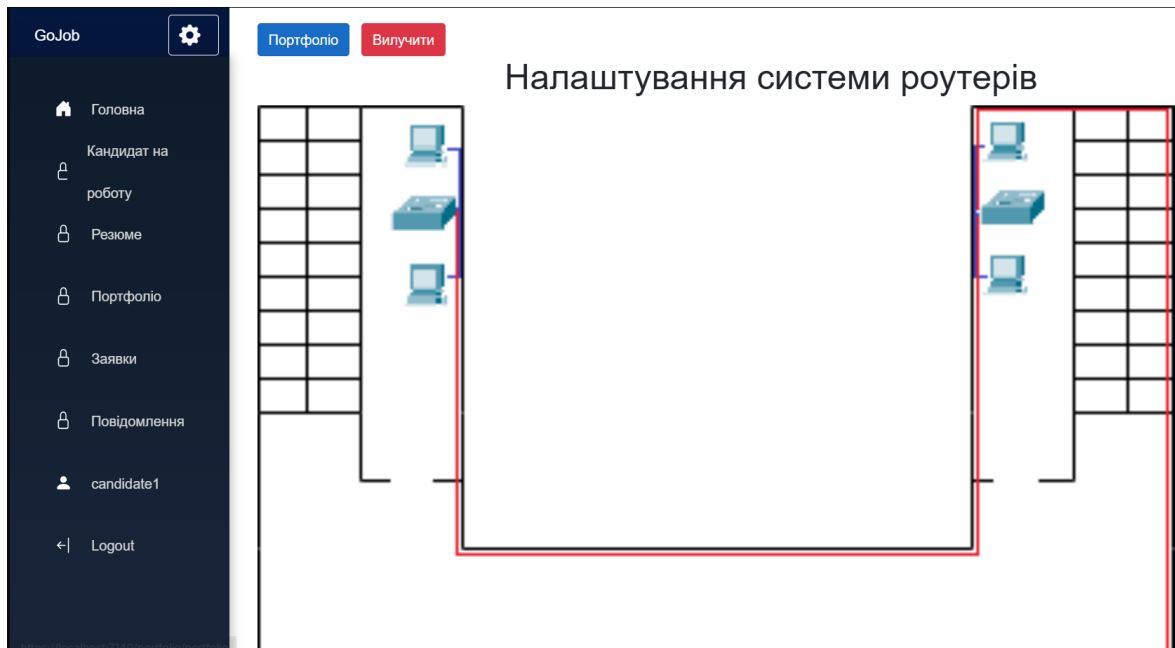 GoJob
Портфоліо
Вилучити
Налаштування системи роутерів
Головна
Кандидат на
роботу
Резюме
Портфоліо
Заявки
Повідомлення
candidate1
Logout